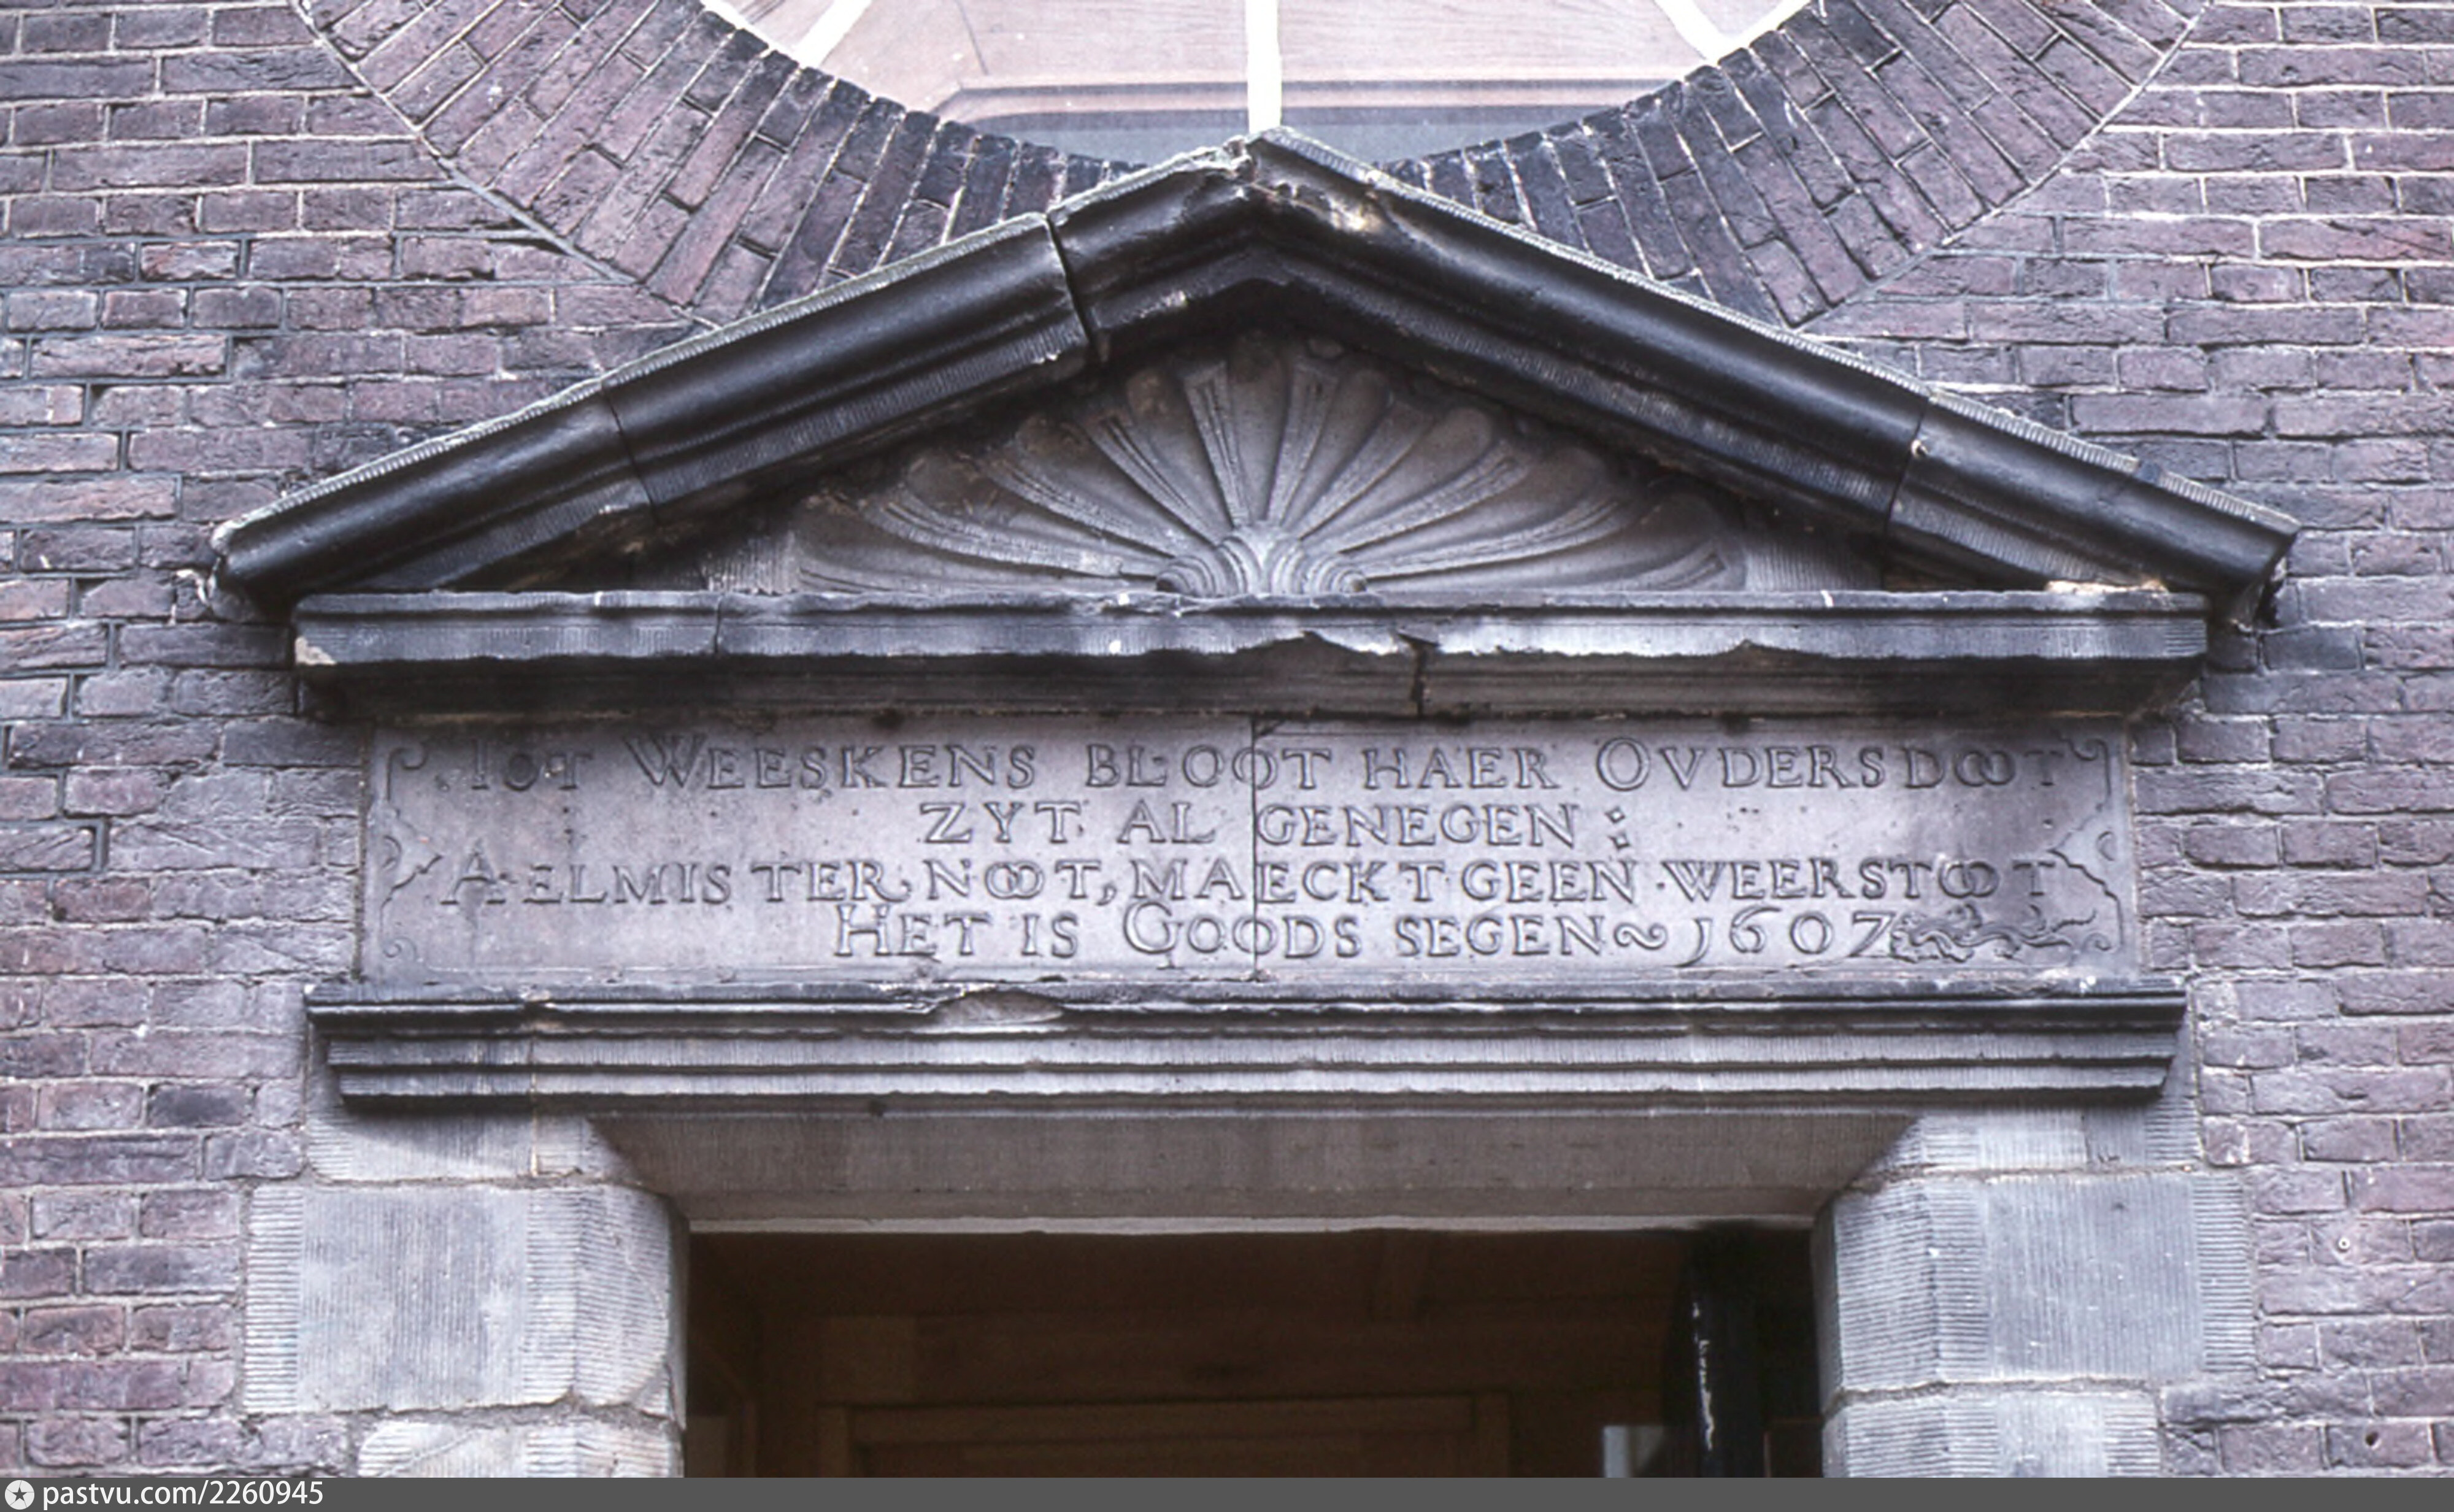 TOT WEESKENS BLOOT HAER OVDERS DOOT
ZYT AL GENEGEN :
AELMIS TER NOOT, MAECKT GEEN WEERSTOOT
HET IS GOODS SEGEN ~ 1607
pastvu.com/2260945